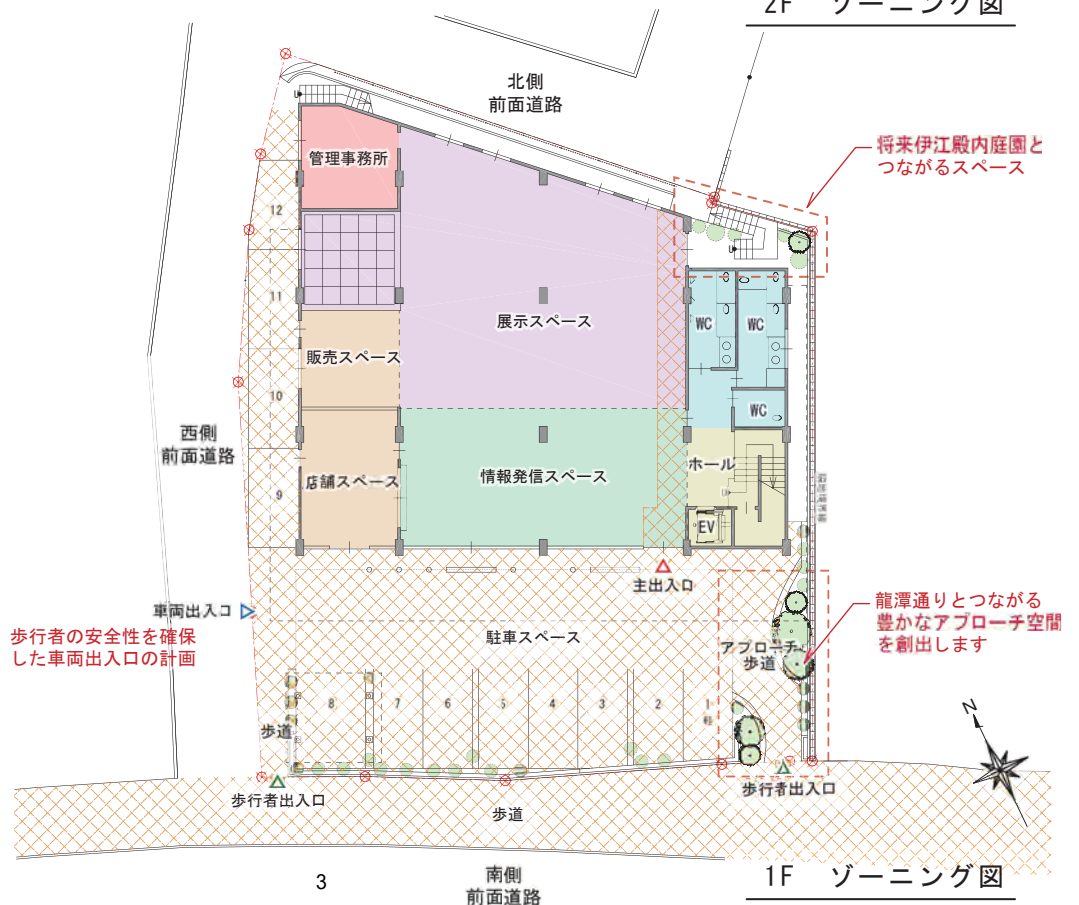 2F　ゾーニング図
北側
前面道路
将来伊江殿内庭園と
つながるスペース
管理事務所
12
11
展示スペース
WC
WC
販売スペース
10
WC
西側
前面道路
店舗スペース
情報発信スペース
ホール
9
U
EV
主出入口
車両出入口
龍潭通りとつながる
豊かなアプローチ空間
を創出します
歩行者の安全性を確保
した車両出入口の計画
駐車スペース
アプローチ
歩道
8
7
6
5
4
3
2
1
軽
歩道
N
歩行者出入口
歩行者出入口
歩道
3
南側
前面道路
1F　ゾーニング図